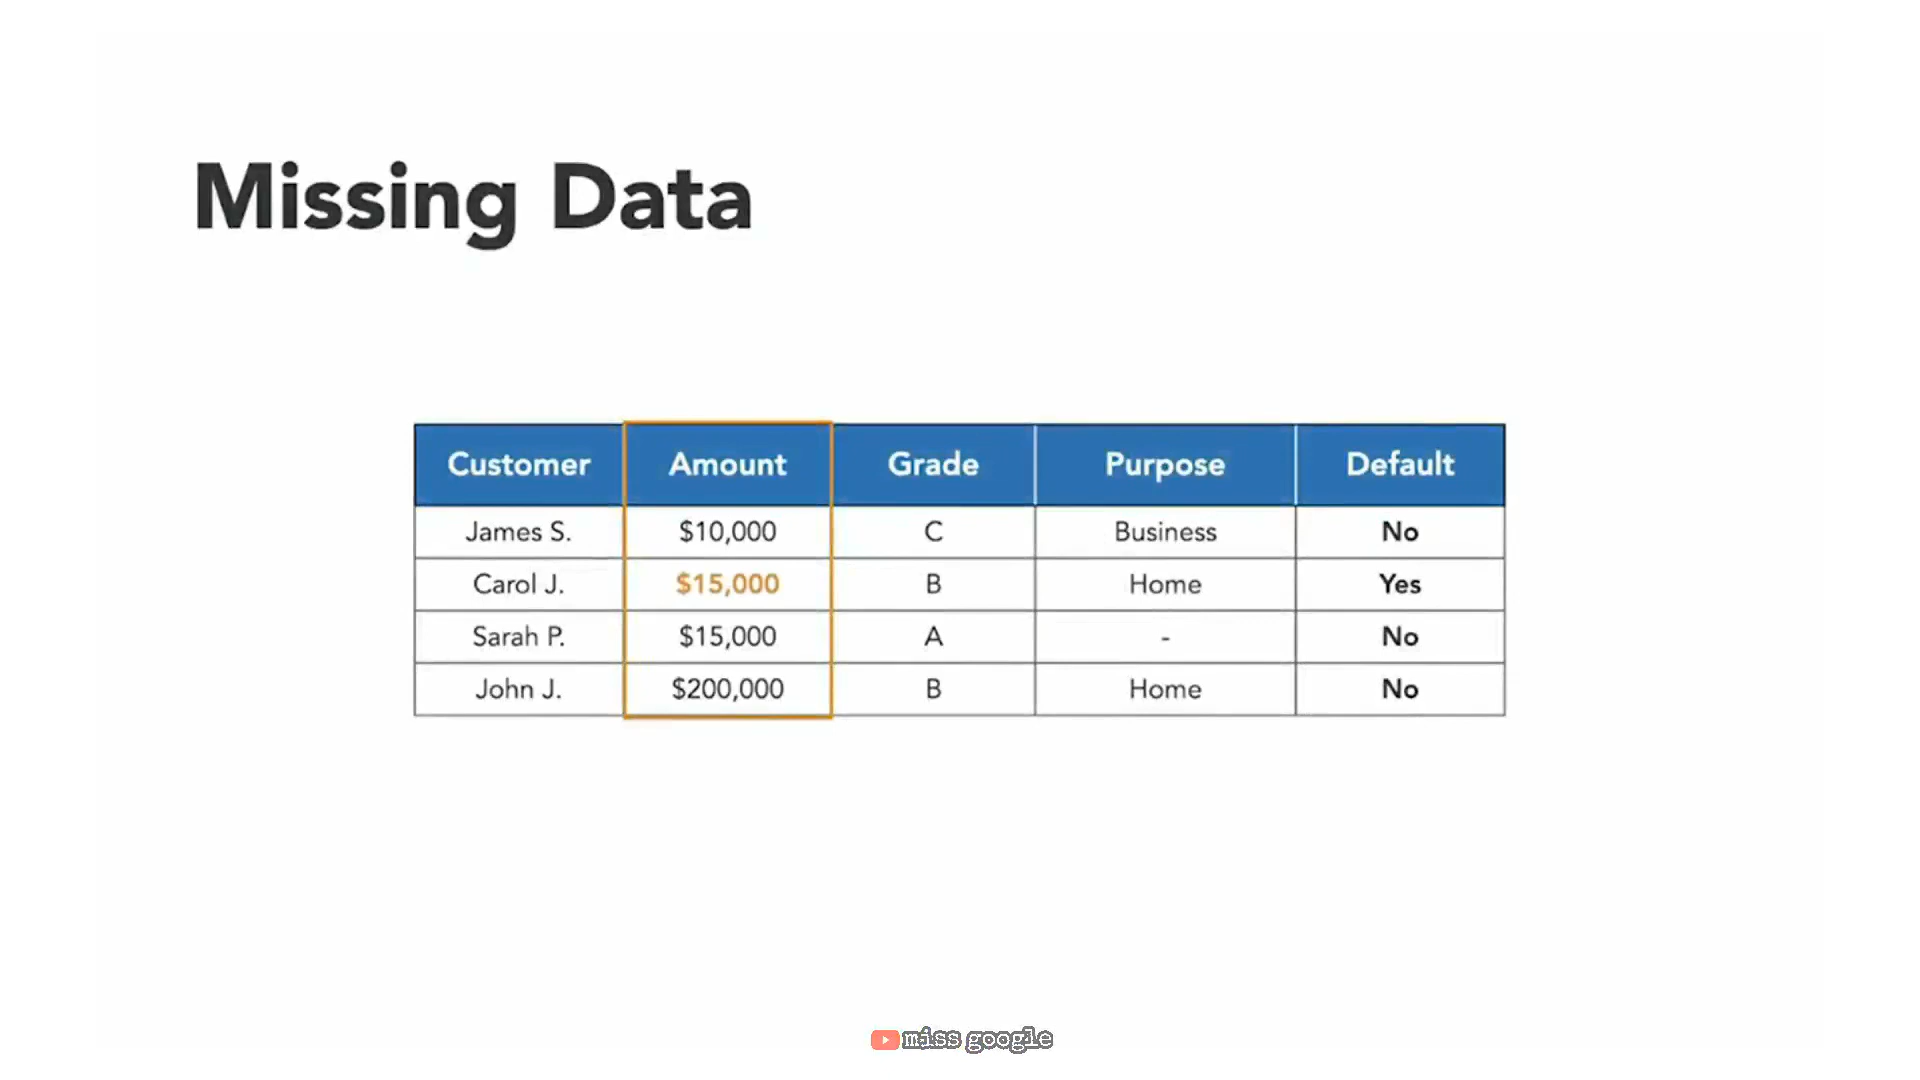 Missing Data
Customer Amount Grade Purpose Default
James S. $10,000 C Business No
Carol J. $15,000 B Home Yes
Sarah P. $15,000 A - No
John J. $200,000 B Home No
miss google